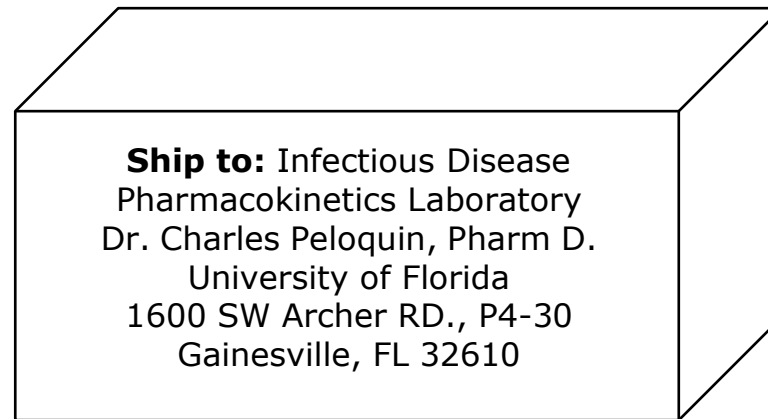 Ship to: Infectious Disease
Pharmacokinetics Laboratory
Dr. Charles Peloquin, Pharm D.
University of Florida
1600 SW Archer RD., P4-30
Gainesville, FL 32610